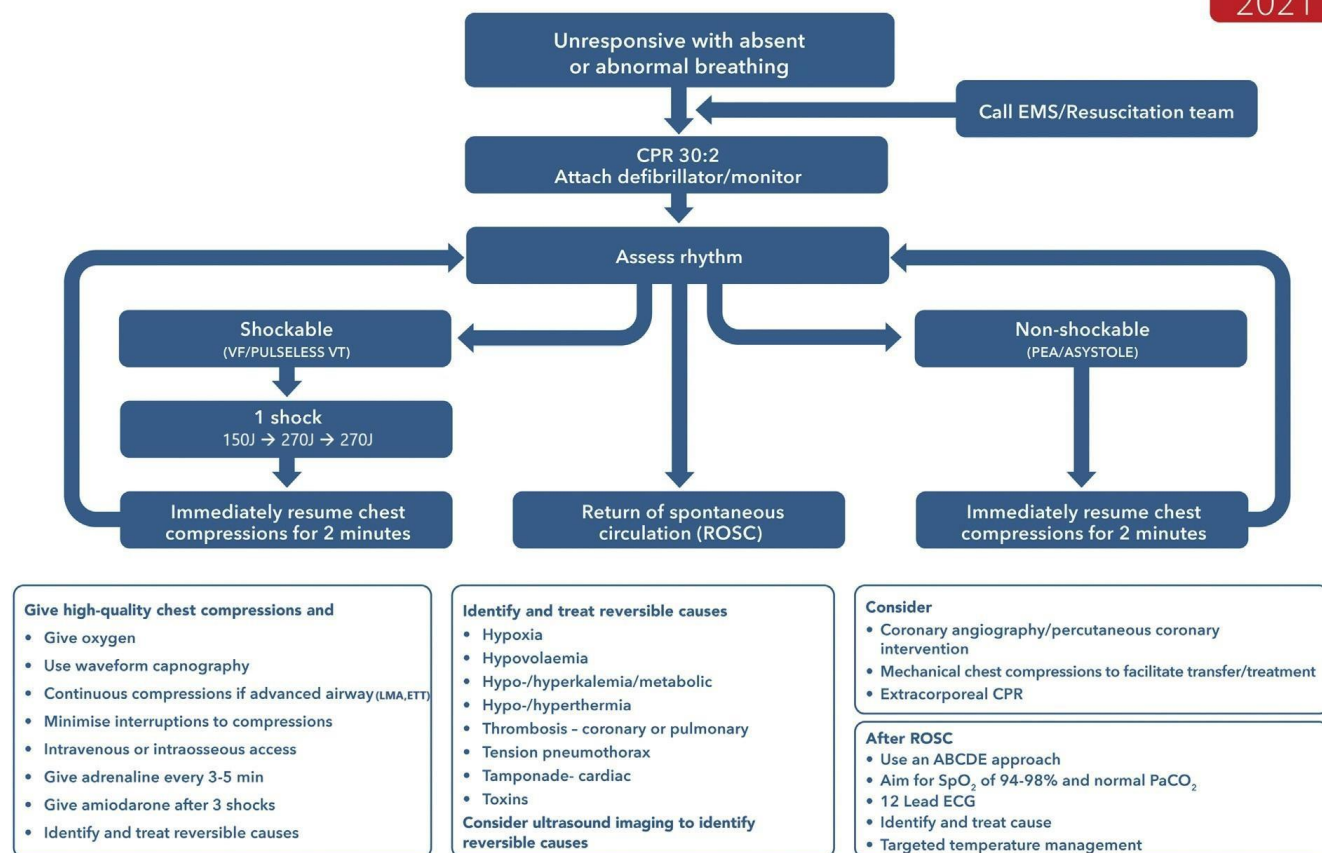 2021
Unresponsive with absent
or abnormal breathing
Call EMS/Resuscitation team
CPR 30:2
Attach defibrillator/monitor
Assess rhythm
Shockable
(VF/PULSELESS VT)
Non-shockable
(PEA/ASYSTOLE)
1 shock
150J → 270J → 270J
Immediately resume chest
compressions for 2 minutes
Return of spontaneous
circulation (ROSC)
Immediately resume chest
compressions for 2 minutes
Give high-quality chest compressions and
• Give oxygen
• Use waveform capnography
• Continuous compressions if advanced airway (LMA,ETT)
• Minimise interruptions to compressions
• Intravenous or intraosseous access
• Give adrenaline every 3-5 min
• Give amiodarone after 3 shocks
• Identify and treat reversible causes
Identify and treat reversible causes
• Hypoxia
• Hypovolaemia
• Hypo-/hyperkalemia/metabolic
• Hypo-/hyperthermia
• Thrombosis – coronary or pulmonary
• Tension pneumothorax
• Tamponade- cardiac
• Toxins
Consider ultrasound imaging to identify
reversible causes
Consider
• Coronary angiography/percutaneous coronary
intervention
• Mechanical chest compressions to facilitate transfer/treatment
• Extracorporeal CPR
After ROSC
• Use an ABCDE approach
• Aim for SpO₂ of 94-98% and normal PaCO₂
• 12 Lead ECG
• Identify and treat cause
• Targeted temperature management